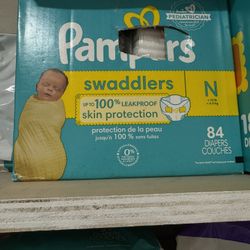 PEDIATRICIAN
Pampers
swaddlers
UP TO 100% LEAKPROOF
skin protection
protection de la peau
jusqu'à 100 % sans fuites
N
84
DIAPERS
COUCHES
0%